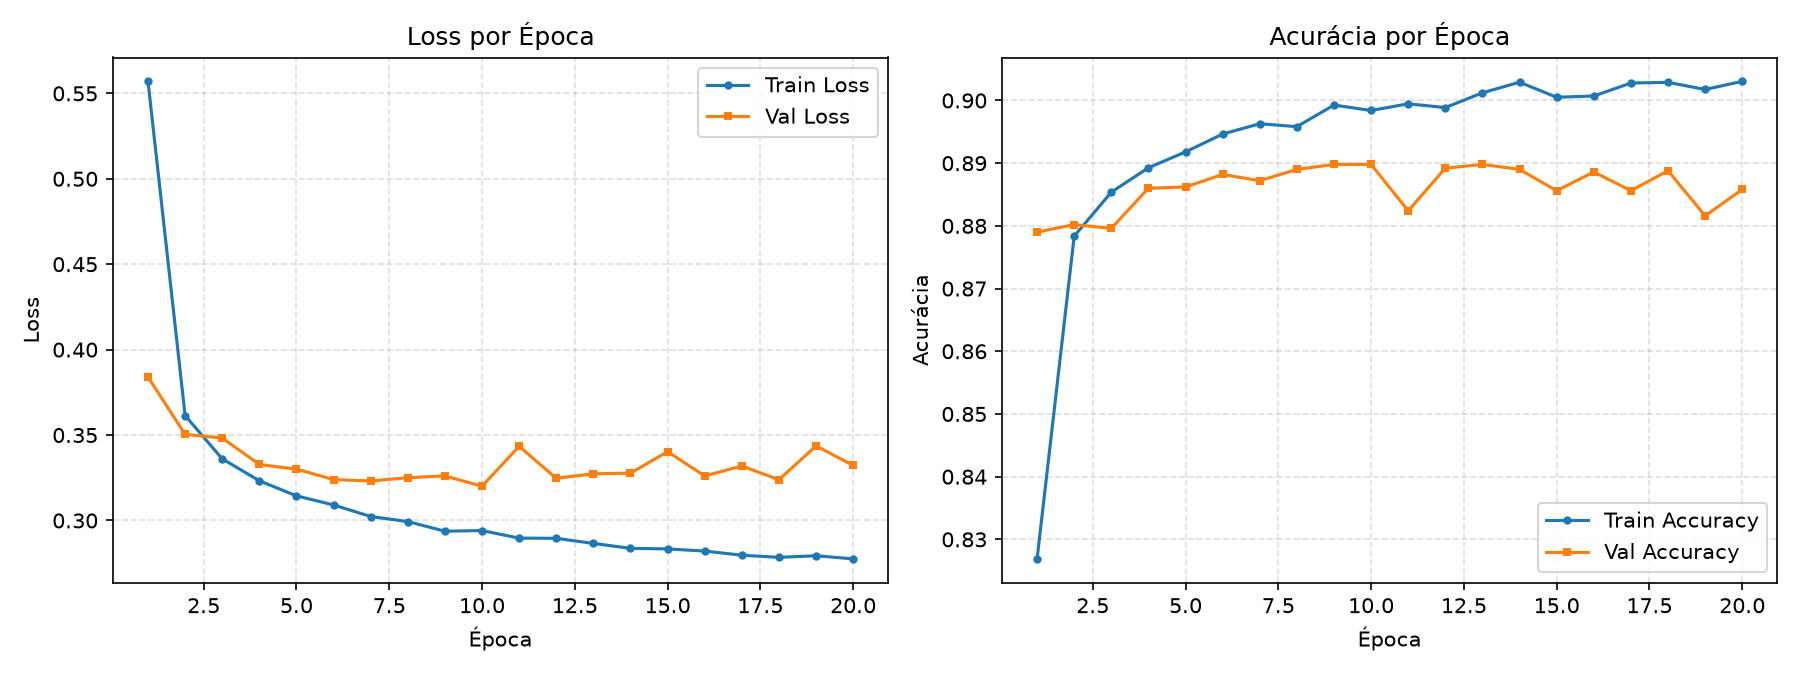 Loss por Época
Loss
0.55
0.50
0.45
0.40
0.35
0.30
Train Loss
Val Loss
2.5 5.0 7.5 10.0 12.5 15.0 17.5 20.0
Época
Acurácia por Época
Acurácia
0.90
0.89
0.88
0.87
0.86
0.85
0.84
0.83
Train Accuracy
Val Accuracy
2.5 5.0 7.5 10.0 12.5 15.0 17.5 20.0
Época